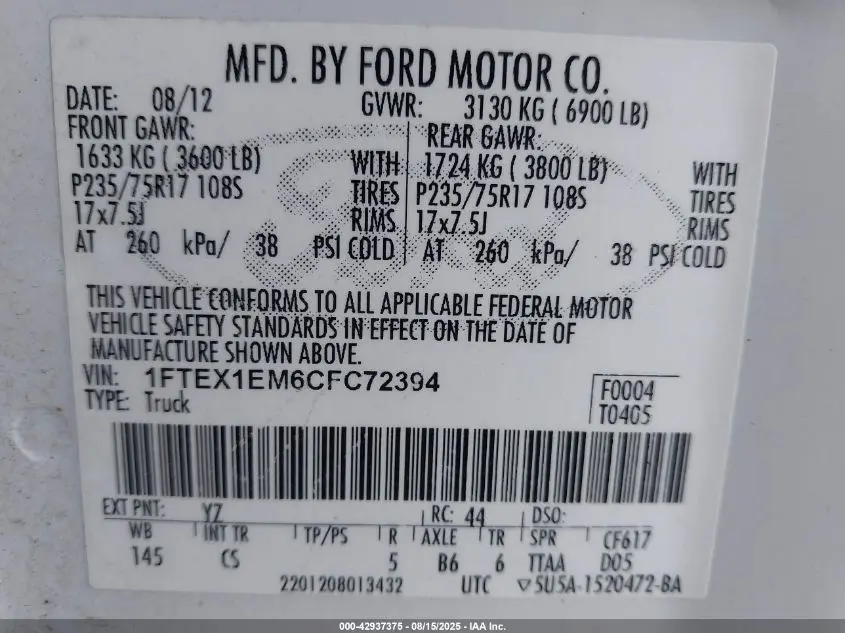 MFD. BY FORD MOTOR CO.
DATE: 08/12 GVWR: 3130 KG ( 6900 LB)
FRONT GAWR: REAR GAWR:
1633 KG ( 3600 LB) WITH 1724 KG ( 3800 LB) WITH
P235/75R17 108S TIRES P235/75R17 108S TIRES
17x7.5J RIMS 17x7.5J RIMS
AT 260 kPa/ 38 PSI COLD AT 260 kPa/ 38 PSI COLD
THIS VEHICLE CONFORMS TO ALL APPLICABLE FEDERAL MOTOR
VEHICLE SAFETY STANDARDS IN EFFECT ON THE DATE OF
MANUFACTURE SHOWN ABOVE.
VIN: 1FTEX1EM6CFC72394 F0004
TYPE: Truck T0405
EXT PNT: YZ RC: 44 DSO:
WB INT TR TP/PS R AXLE TR SPR CF617
145 CS 5 B6 6 TTAA D05
2201208013432 UTC ▽5U5A-1520472-BA
000-42937375 - 08/15/2025 - IAA Inc.